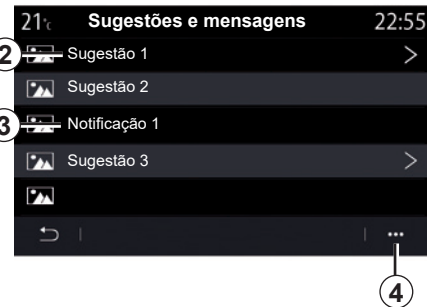 21°c Sugestões e mensagens 22:55
2 Sugestão 1
Sugestão 2
3 Notificação 1
Sugestão 3
4